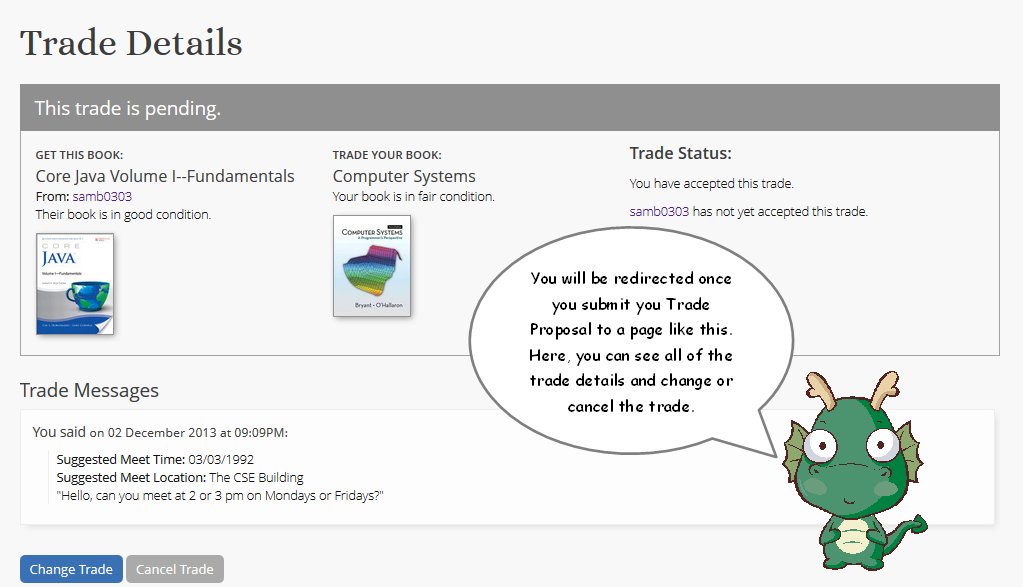 Trade Details
This trade is pending.
GET THIS BOOK:
Core Java Volume I--Fundamentals
From: samb0303
Their book is in good condition.
CORE
JAVA
Volume I--Fundamentals
TRADE YOUR BOOK:
Computer Systems
Your book is in fair condition.
COMPUTER SYSTEMS
A Programmer's Perspective
Bryant • O'Hallaron
Trade Status:
You have accepted this trade.
samb0303 has not yet accepted this trade.
You will be redirected once
you submit you Trade
Proposal to a page like this.
Here, you can see all of the
trade details and change or
cancel the trade.
Trade Messages
You said on 02 December 2013 at 09:09PM:
Suggested Meet Time: 03/03/1992
Suggested Meet Location: The CSE Building
"Hello, can you meet at 2 or 3 pm on Mondays or Fridays?"
Change Trade
Cancel Trade